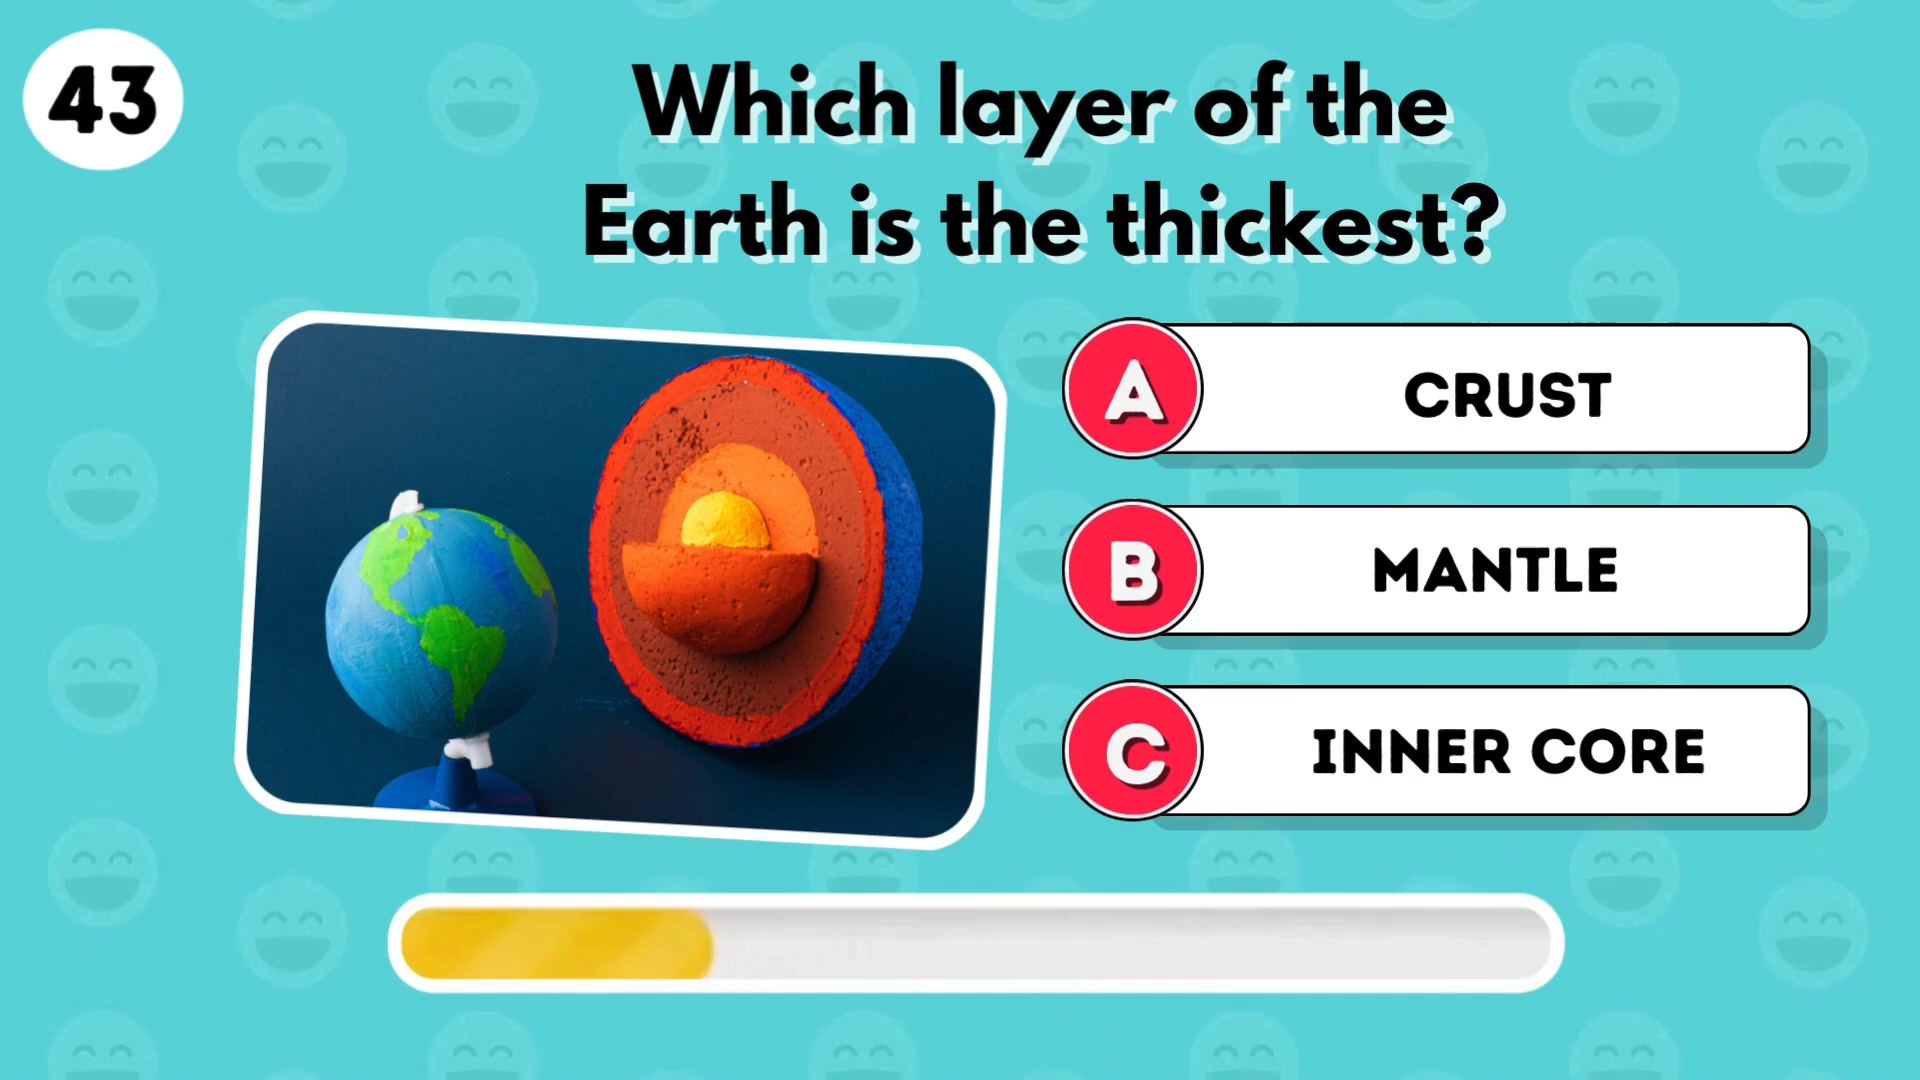 43
Which layer of the
Earth is the thickest?
A
CRUST
B
MANTLE
C
INNER CORE